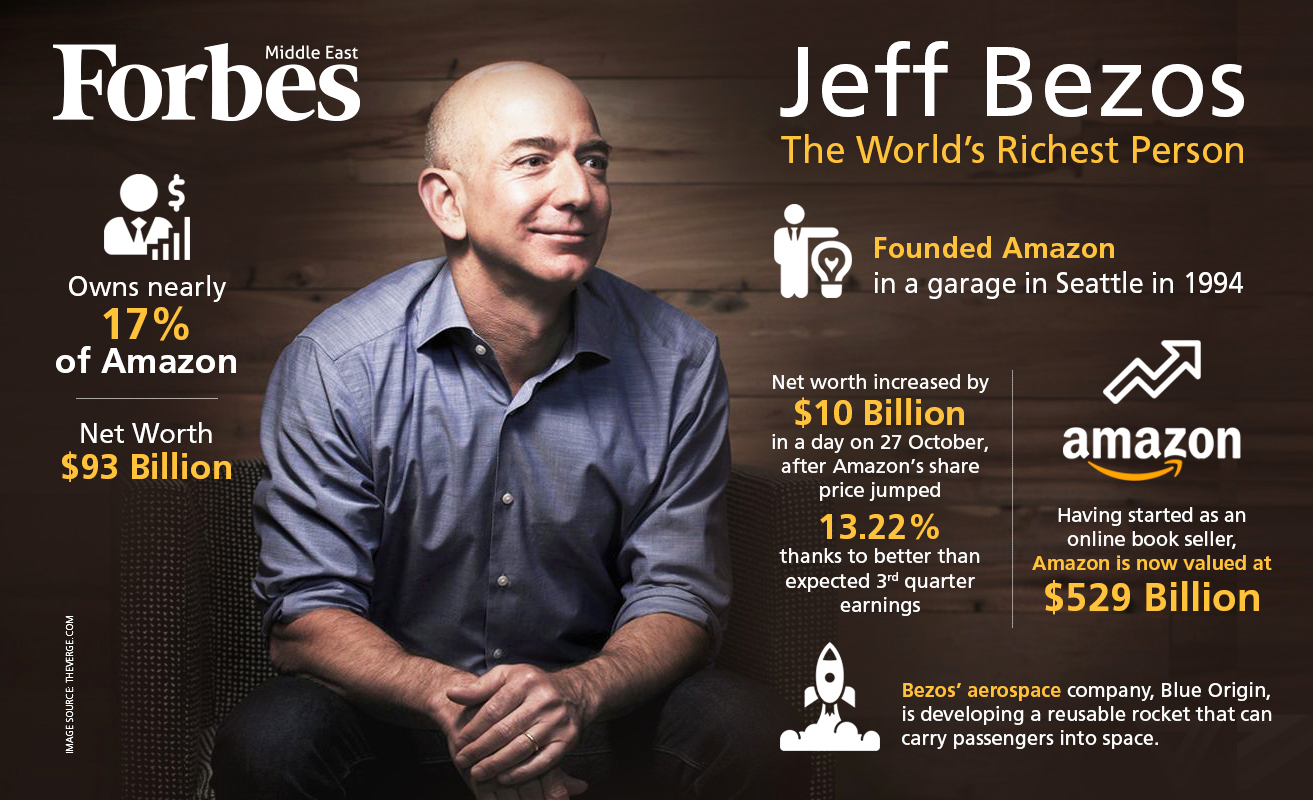 Forbes
Middle East
Owns nearly
17%
of Amazon
Net Worth
$93 Billion
IMAGE SOURCE: THEVERGE.COM
Jeff Bezos
The World's Richest Person
$
Founded Amazon
in a garage in Seattle in 1994
Net worth increased by
$10 Billion
in a day on 27 October,
after Amazon's share
price jumped
13.22%
thanks to better than
expected 3rd quarter
earnings
amazon
Having started as an
online book seller,
Amazon is now valued at
$529 Billion
Bezos' aerospace company, Blue Origin,
is developing a reusable rocket that can
carry passengers into space.